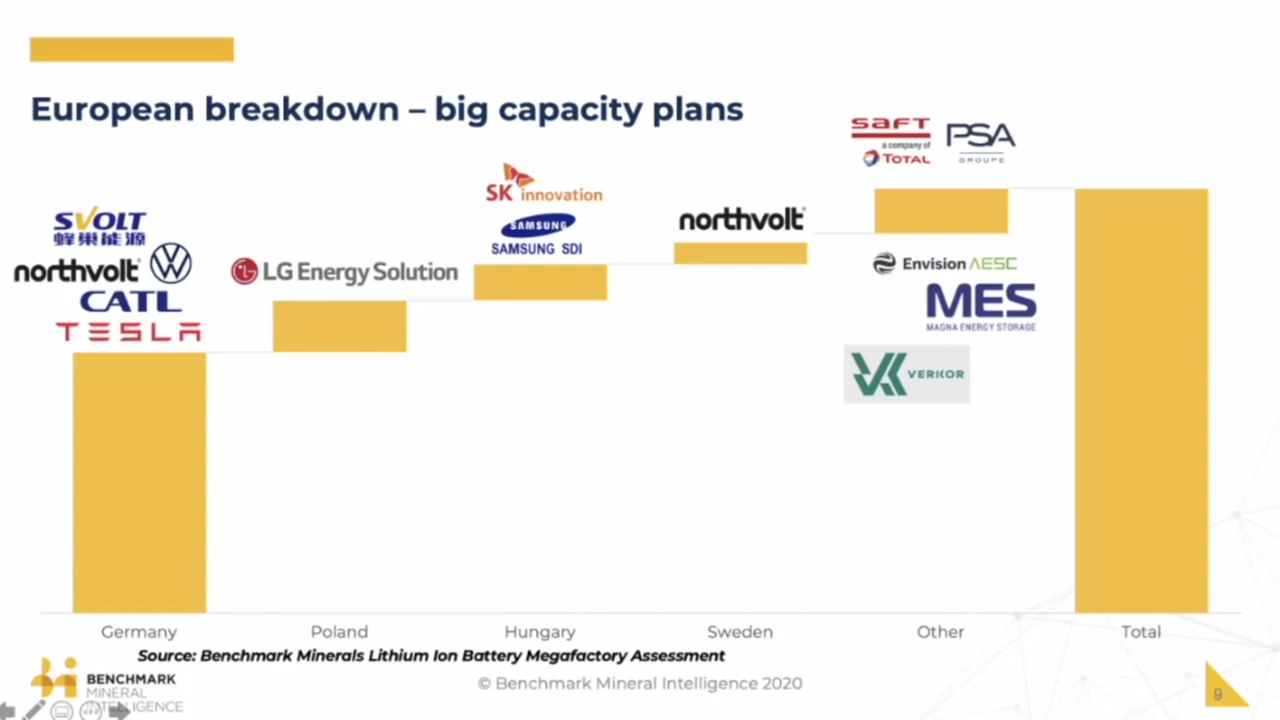 European breakdown – big capacity plans
SVOLT
蜂巢能源
northvolt
CATL
TESLA
LG Energy Solution
SK innovation
SAMSUNG
SAMSUNG SDI
northvolt
SAFT
a company of
TOTAL
PSA
GROUPE
Envision AESC
MES
MAGNA ENERGY STORAGE
VERKOR
Germany
Poland
Hungary
Sweden
Other
Total
Source: Benchmark Minerals Lithium Ion Battery Megafactory Assessment
BENCHMARK
MINERAL
INTELLIGENCE
© Benchmark Mineral Intelligence 2020
9